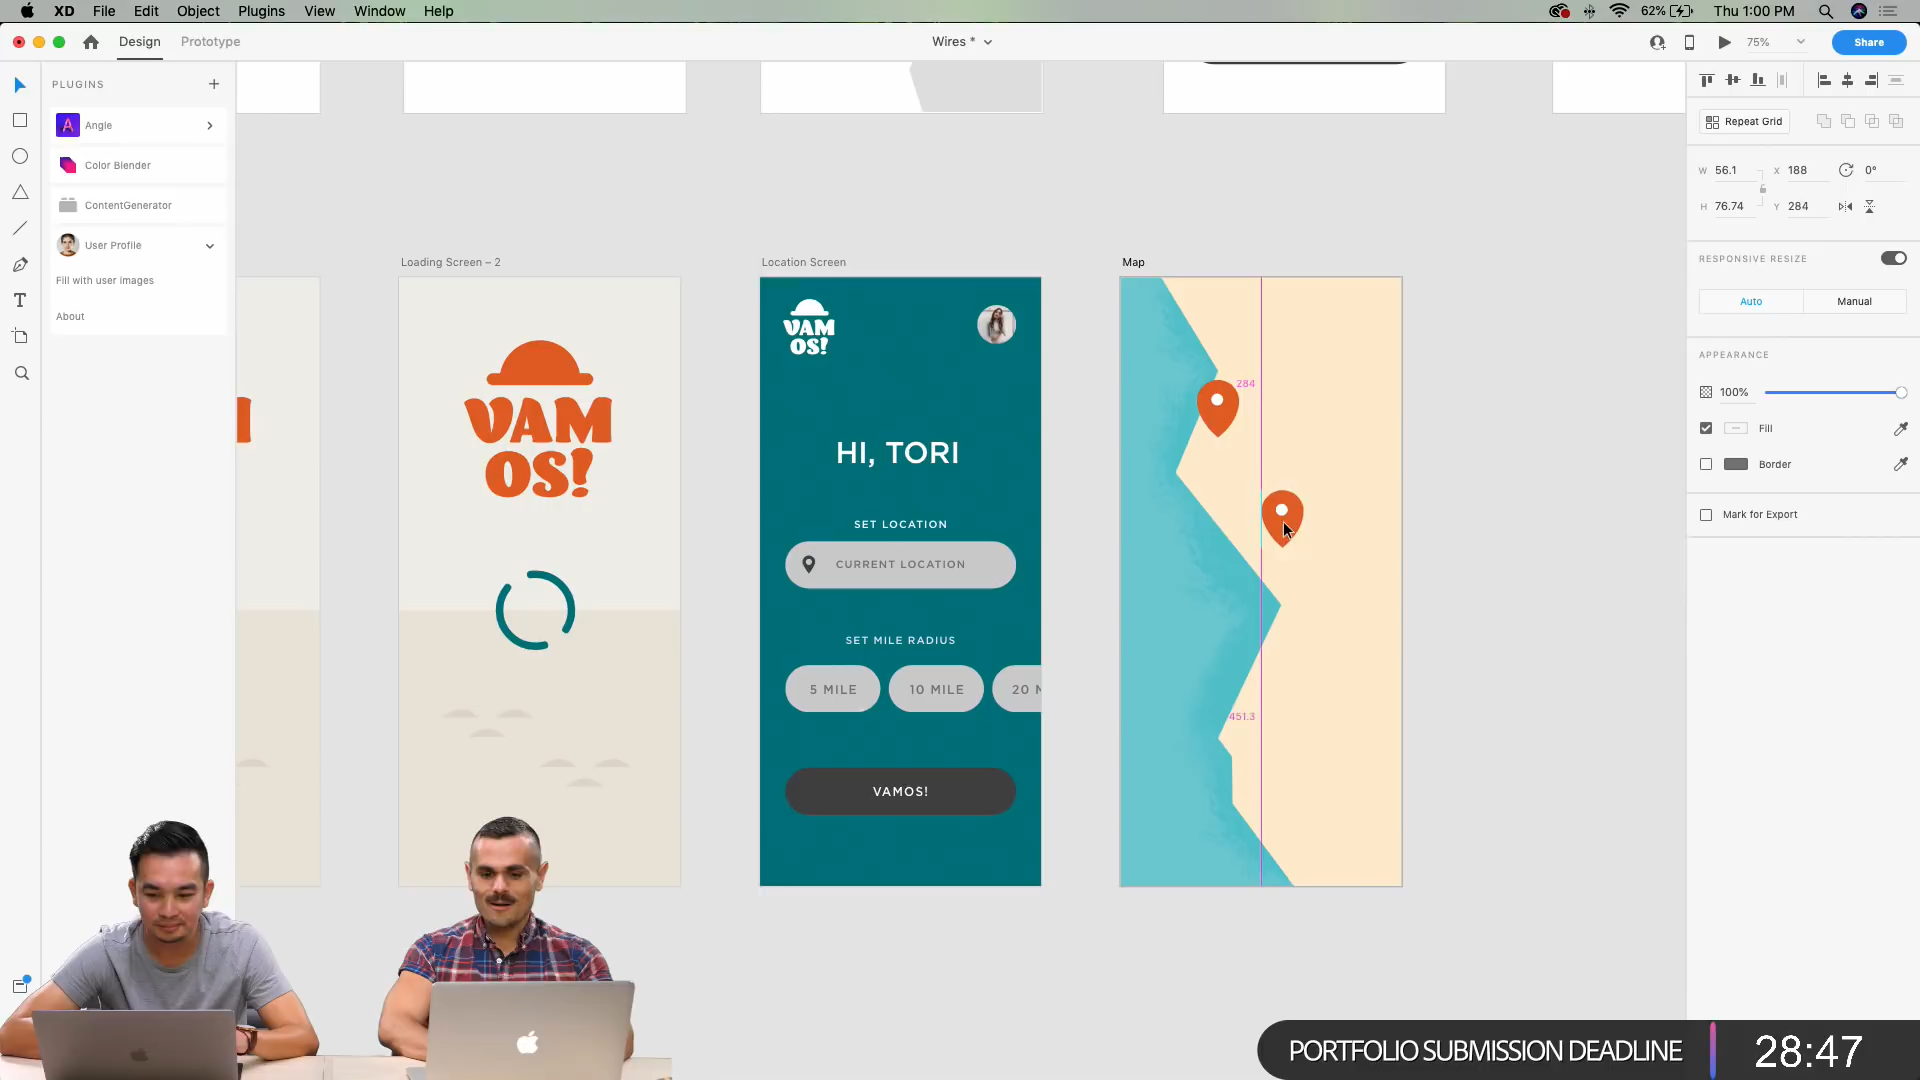 XD File Edit Object Plugins View Window Help
62% Thu 1:00 PM
Design Prototype
Wires *
75%
Share
PLUGINS
Angle
Color Blender
ContentGenerator
User Profile
Fill with user images
About
Loading Screen – 2
VAM
OS!
Location Screen
VAM
OS!
HI, TORI
SET LOCATION
CURRENT LOCATION
SET MILE RADIUS
5 MILE 10 MILE 20 M
VAMOS!
Map
284
451.3
Repeat Grid
W 56.1 X 188 0°
H 76.74 Y 284
RESPONSIVE RESIZE
Auto Manual
APPEARANCE
100%
Fill
Border
Mark for Export
PORTFOLIO SUBMISSION DEADLINE 28:47